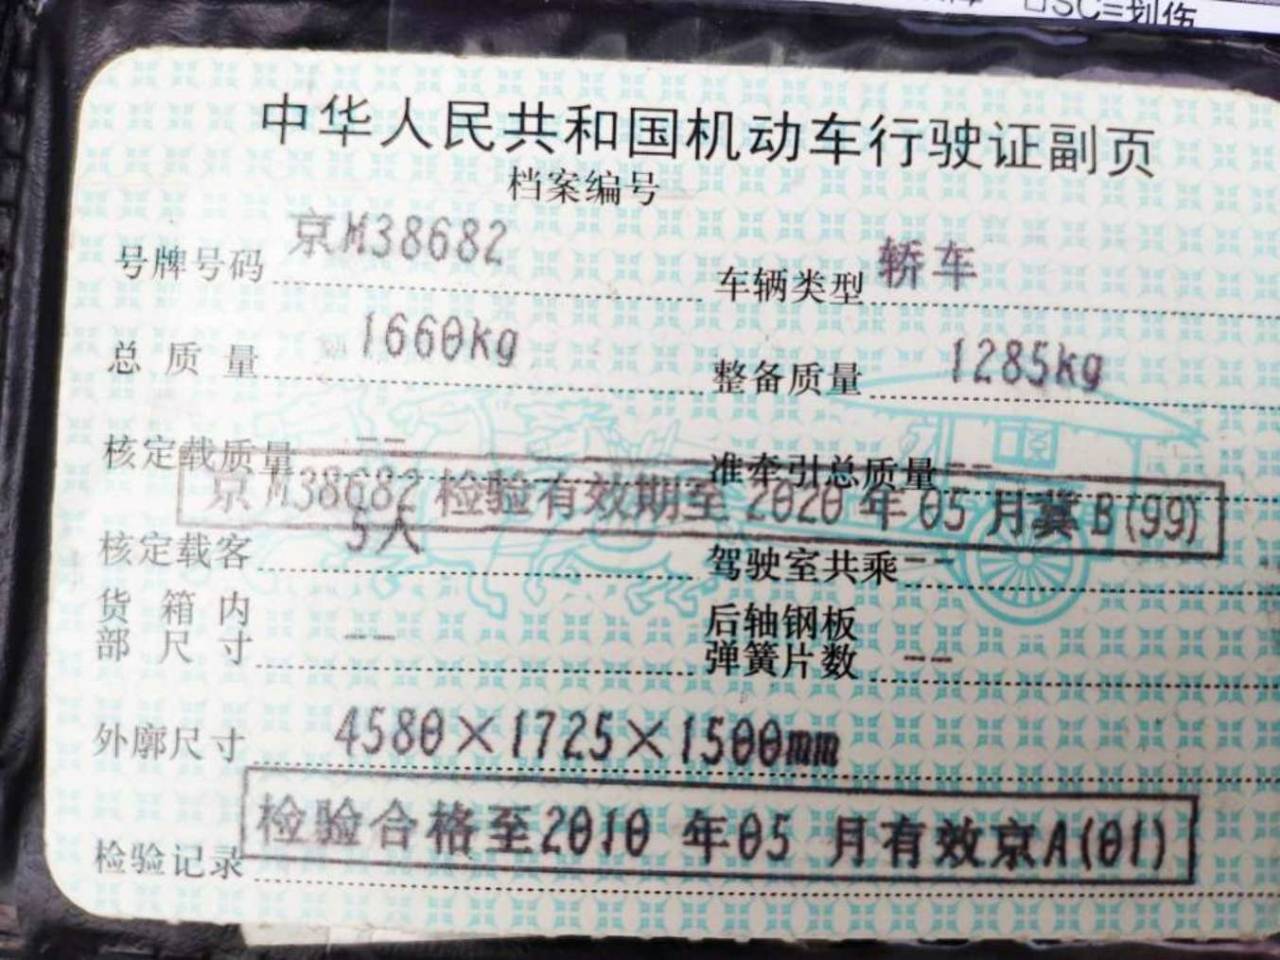 SC=划伤
中华人民共和国机动车行驶证副页
档案编号
号牌号码 京M38682 车辆类型 轿车
总质量 1660kg 整备质量 1285kg
核定载质量 -- 准牵引总质量 --
京M38682 检验有效期至 2020 年 05 月冀B(99)
核定载客 5人 驾驶室共乘 --
货箱内 后轴钢板
部尺寸 -- 弹簧片数 --
外廓尺寸 4580×1725×1500mm
检验合格至2010 年05 月有效京A(01)
检验记录